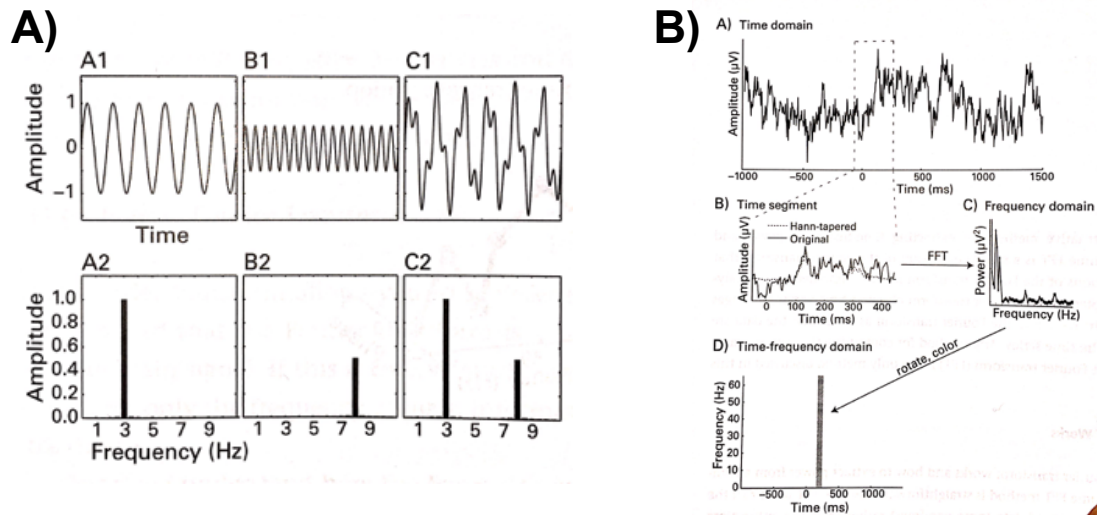 A)
A1
B1
C1
Amplitude
1
0
−1
Time
A2
B2
C2
Amplitude
1.0
0.8
0.6
0.4
0.2
0.0
1 3 5 7 9
1 3 5 7 9
1 3 5 7 9
Frequency (Hz)
B)
A) Time domain
Amplitude (μV)
−1000 −500 0 500 1000 1500
Time (ms)
B) Time segment
Hann-tapered
Original
Amplitude (μV)
0 100 200 300 400
Time (ms)
FFT
C) Frequency domain
Power (μV²)
Frequency (Hz)
rotate, color
D) Time-frequency domain
Frequency (Hz)
60
50
40
30
20
10
0
−500 0 500 1000
Time (ms)